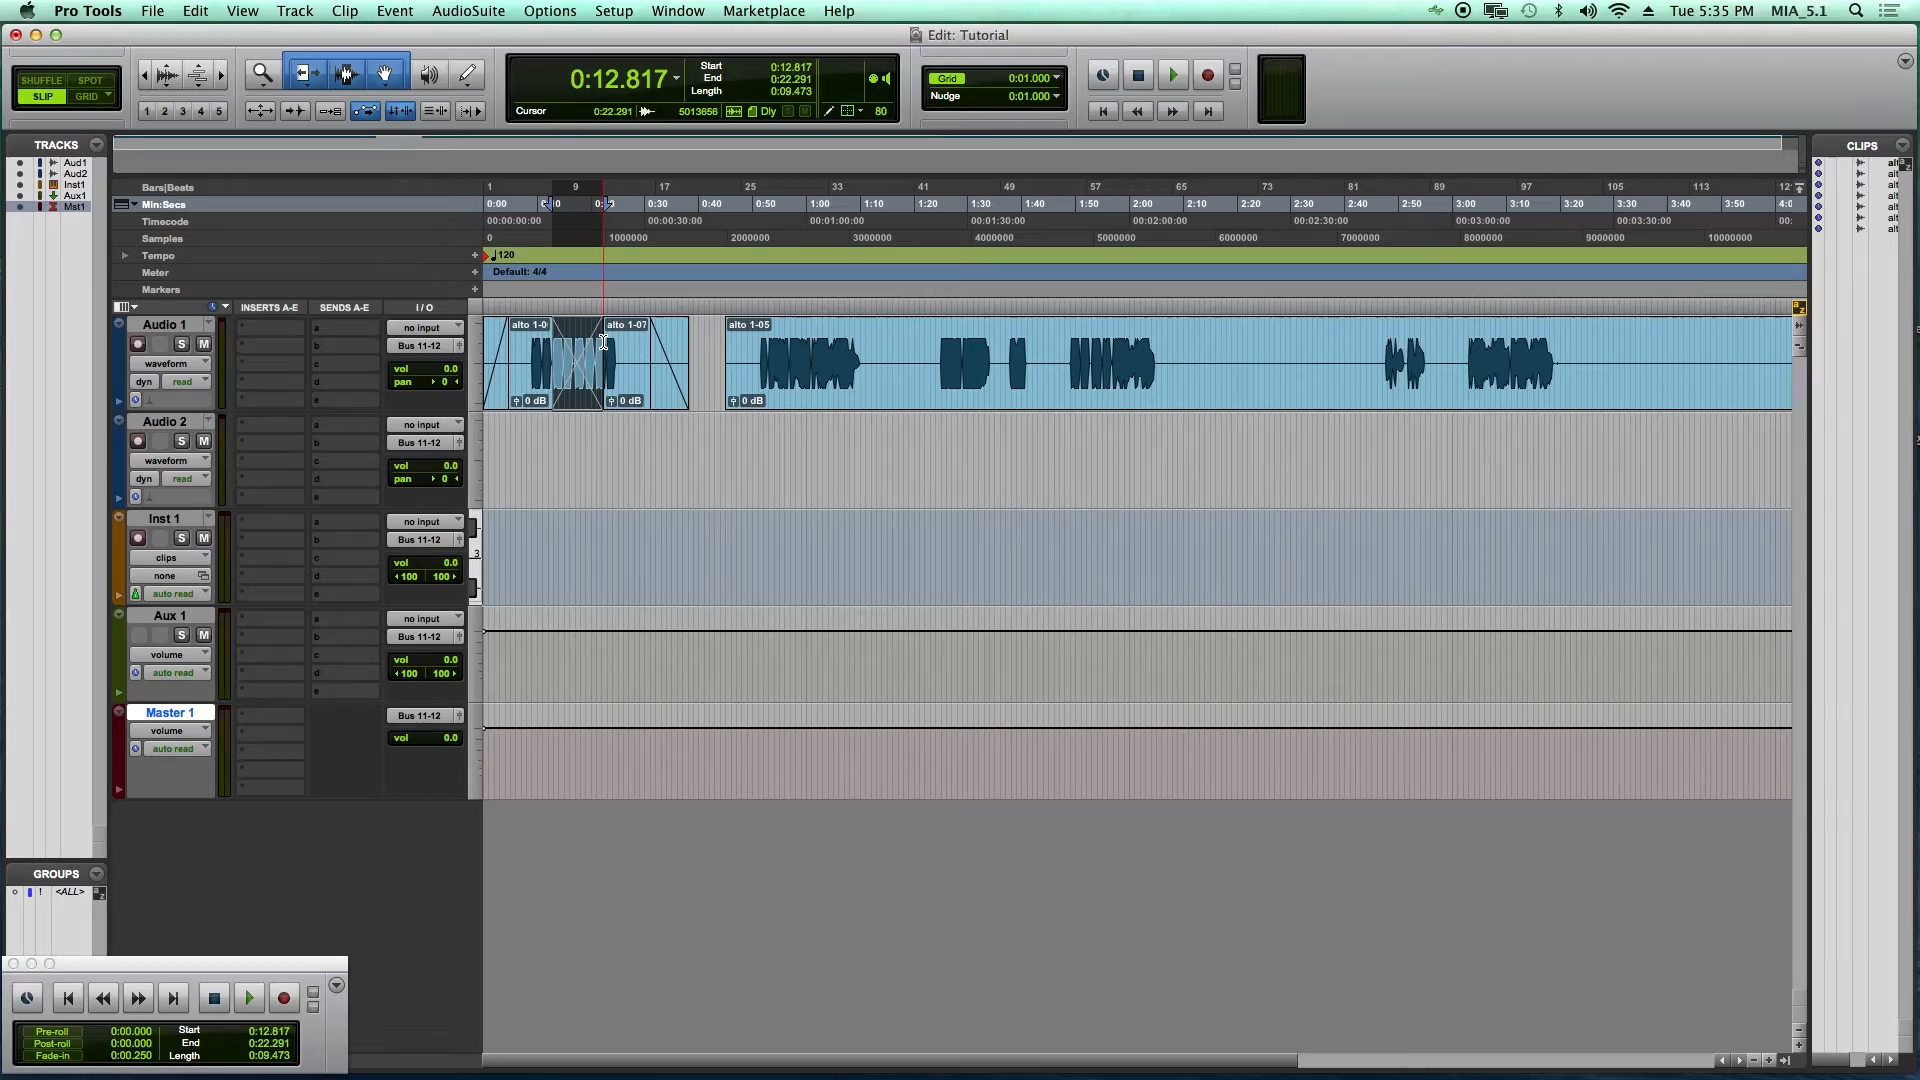 Pro Tools File Edit View Track Clip Event AudioSuite Options Setup Window Marketplace Help Tue 5:35 PM MIA_5.1
Edit: Tutorial
SHUFFLE SPOT
SLIP GRID
1 2 3 4 5
0:12.817
Start 0:12.817
End 0:22.291
Length 0:09.473
Cursor 0:22.291 5013656 Dly S M 80
Grid 0:01.000
Nudge 0:01.000
TRACKS
Aud1
Aud2
Inst1
Aux1
Mst1
CLIPS
alt
alt
alt
alt
alt
alt
alt
Bars|Beats 1 9 17 25 33 41 49 57 65 73 81 89 97 105 113 12
Min:Secs 0:00 0:30 0:40 0:50 1:00 1:10 1:20 1:30 1:40 1:50 2:00 2:10 2:20 2:30 2:40 2:50 3:00 3:10 3:20 3:30 3:40 3:50 4:0
Timecode 00:00:00:00 00:00:30:00 00:01:00:00 00:01:30:00 00:02:00:00 00:02:30:00 00:03:00:00 00:03:30:00 00:
Samples 0 1000000 2000000 3000000 4000000 5000000 6000000 7000000 8000000 9000000 10000000
Tempo 120
Meter Default: 4/4
Markers
INSERTS A-E SENDS A-E I / O
Audio 1 a no input alto 1-0 alto 1-07 alto 1-05
S M b Bus 11-12
waveform c vol 0.0
dyn read d pan 0
e 0 dB 0 dB 0 dB
Audio 2 a no input
S M b Bus 11-12
waveform c vol 0.0
dyn read d pan 0
e
Inst 1 a no input
S M b Bus 11-12
clips c vol 0.0 3
none d 100 100
auto read e
Aux 1 a no input
S M b Bus 11-12
volume c vol 0.0
auto read d 100 100
e
Master 1 Bus 11-12
volume vol 0.0
auto read
GROUPS
! <ALL>
Pre-roll 0:00.000 Start 0:12.817
Post-roll 0:00.000 End 0:22.291
Fade-in 0:00.250 Length 0:09.473